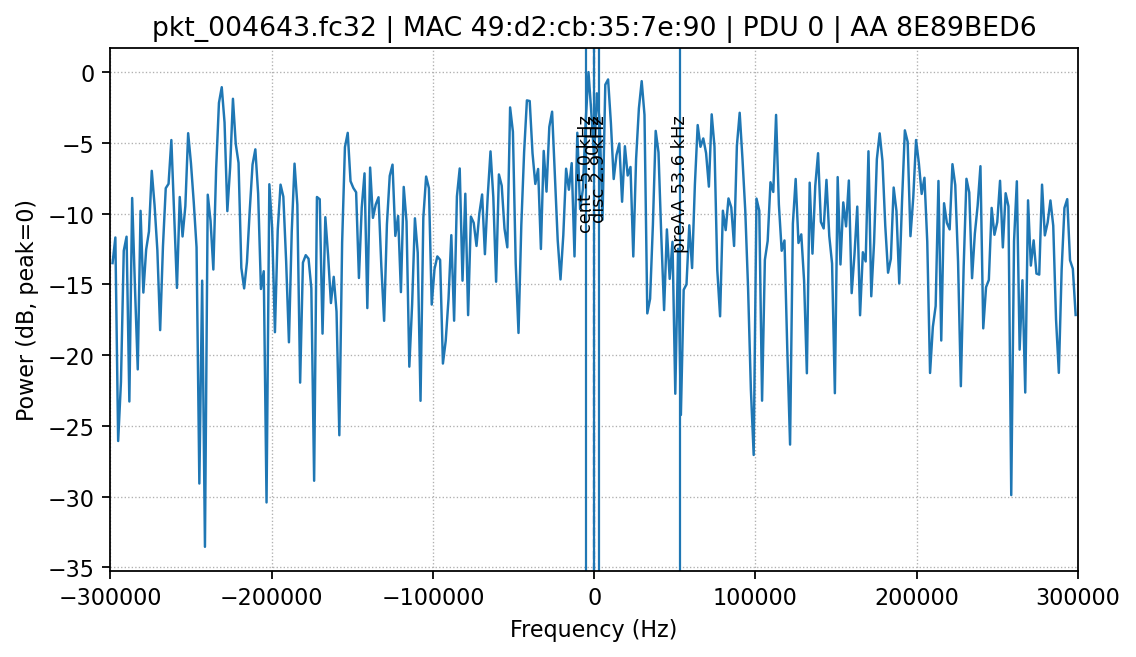 pkt_004643.fc32 | MAC 49:d2:cb:35:7e:90 | PDU 0 | AA 8E89BED6
Power (dB, peak=0)
0
−5
−10
−15
−20
−25
−30
−35
cent -5.0 kHz
disc 2.9 kHz
preAA 53.6 kHz
−300000
−200000
−100000
0
100000
200000
300000
Frequency (Hz)